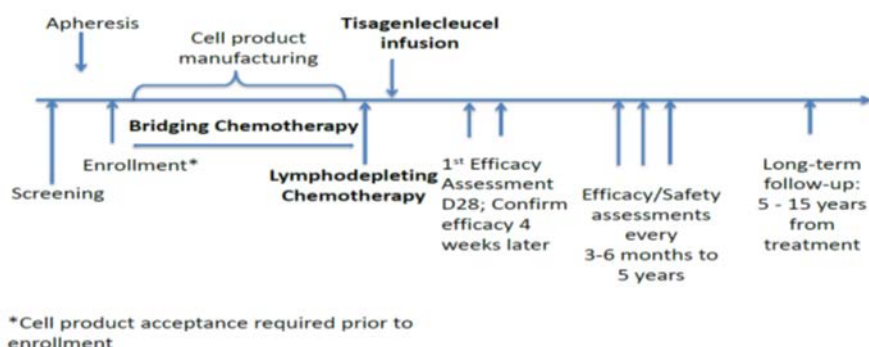 Apheresis
Cell product
manufacturing
Tisagenlecleucel
infusion
Bridging Chemotherapy
Enrollment*
Screening
Lymphodepleting
Chemotherapy
1st Efficacy
Assessment
D28; Confirm
efficacy 4
weeks later
Efficacy/Safety
assessments
every
3-6 months to
5 years
Long-term
follow-up:
5 - 15 years
from
treatment
*Cell product acceptance required prior to
enrollment